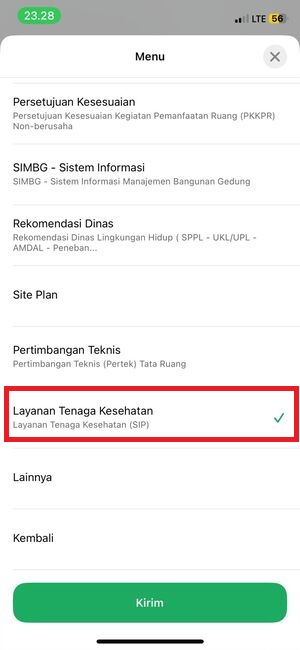 23.28
LTE 56
Menu
Persetujuan Kesesuaian
Persetujuan Kesesuaian Kegiatan Pemanfaatan Ruang (PKKPR)
Non-berusaha
SIMBG - Sistem Informasi
SIMBG - Sistem Informasi Manajemen Bangunan Gedung
Rekomendasi Dinas
Rekomendasi Dinas Lingkungan Hidup ( SPPL - UKL/UPL -
AMDAL - Peneban...
Site Plan
Pertimbangan Teknis
Pertimbangan Teknis (Pertek) Tata Ruang
Layanan Tenaga Kesehatan
Layanan Tenaga Kesehatan (SIP)
Lainnya
Kembali
Kirim